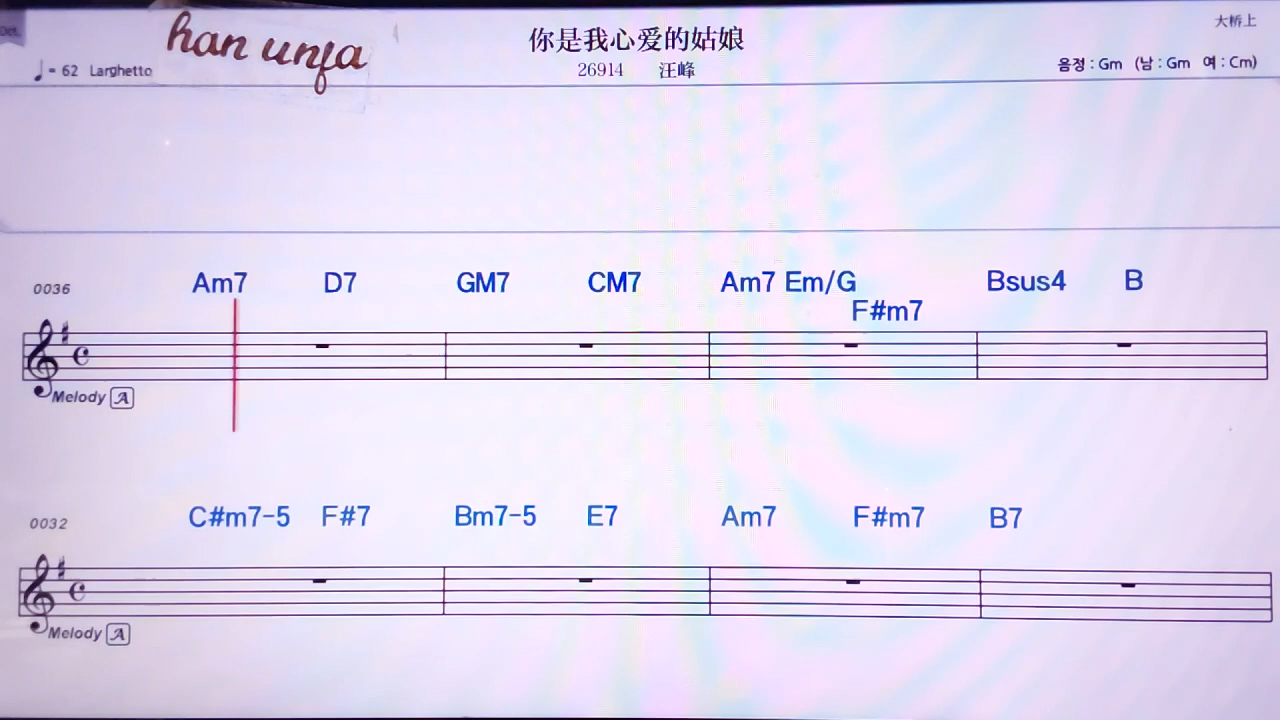 你是我心爱的姑娘
大桥上
han unfa
♩= 62 Larghetto
26914 汪峰
음정 : Gm (남 : Gm 여 : Cm)
0036
Am7 D7 GM7 CM7 Am7 Em/G F#m7 Bsus4 B
Melody A
0032
C#m7-5 F#7 Bm7-5 E7 Am7 F#m7 B7
Melody A